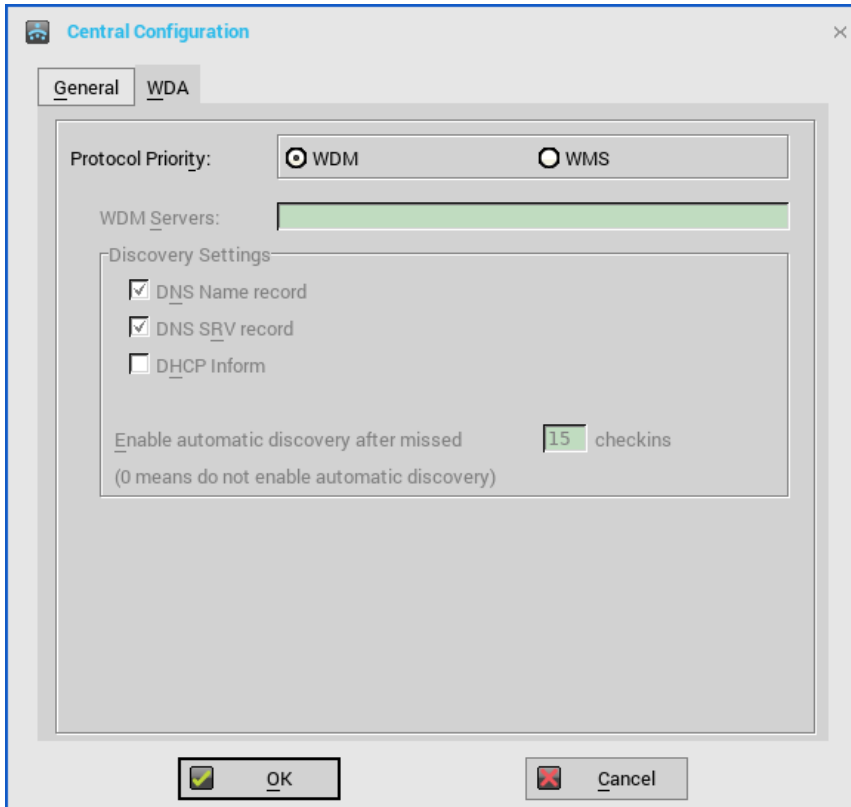 Central Configuration
General WDA
Protocol Priority: WDM WMS
WDM Servers:
Discovery Settings
DNS Name record
DNS SRV record
DHCP Inform
Enable automatic discovery after missed 15 checkins
(0 means do not enable automatic discovery)
OK Cancel